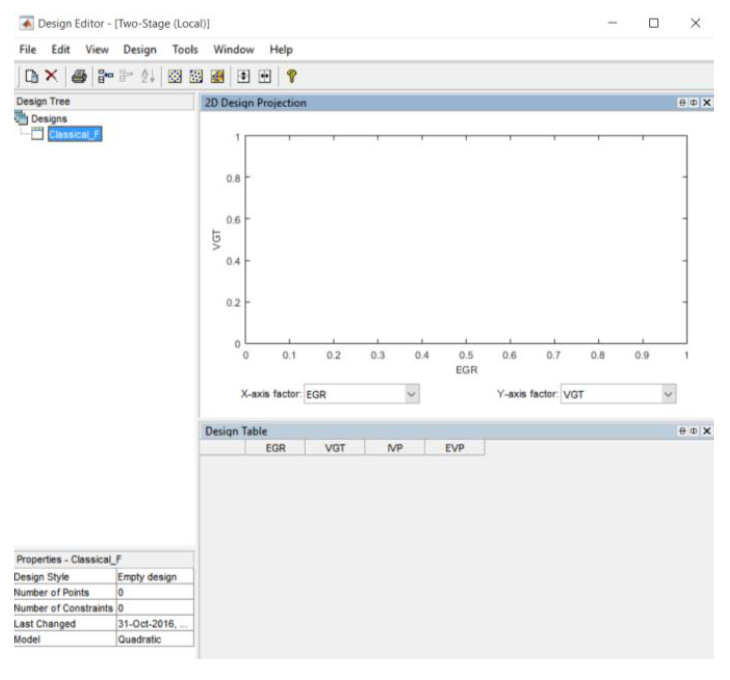 Design Editor - [Two-Stage (Local)]
File Edit View Design Tools Window Help
Design Tree
Designs
Classical_F
2D Design Projection
1
0.8
0.6
0.4
0.2
0
VGT
0 0.1 0.2 0.3 0.4 0.5 0.6 0.7 0.8 0.9 1
EGR
X-axis factor: EGR Y-axis factor: VGT
Design Table
EGR VGT IVP EVP
Properties - Classical_F
Design Style Empty design
Number of Points 0
Number of Constraints 0
Last Changed 31-Oct-2016, ...
Model Quadratic